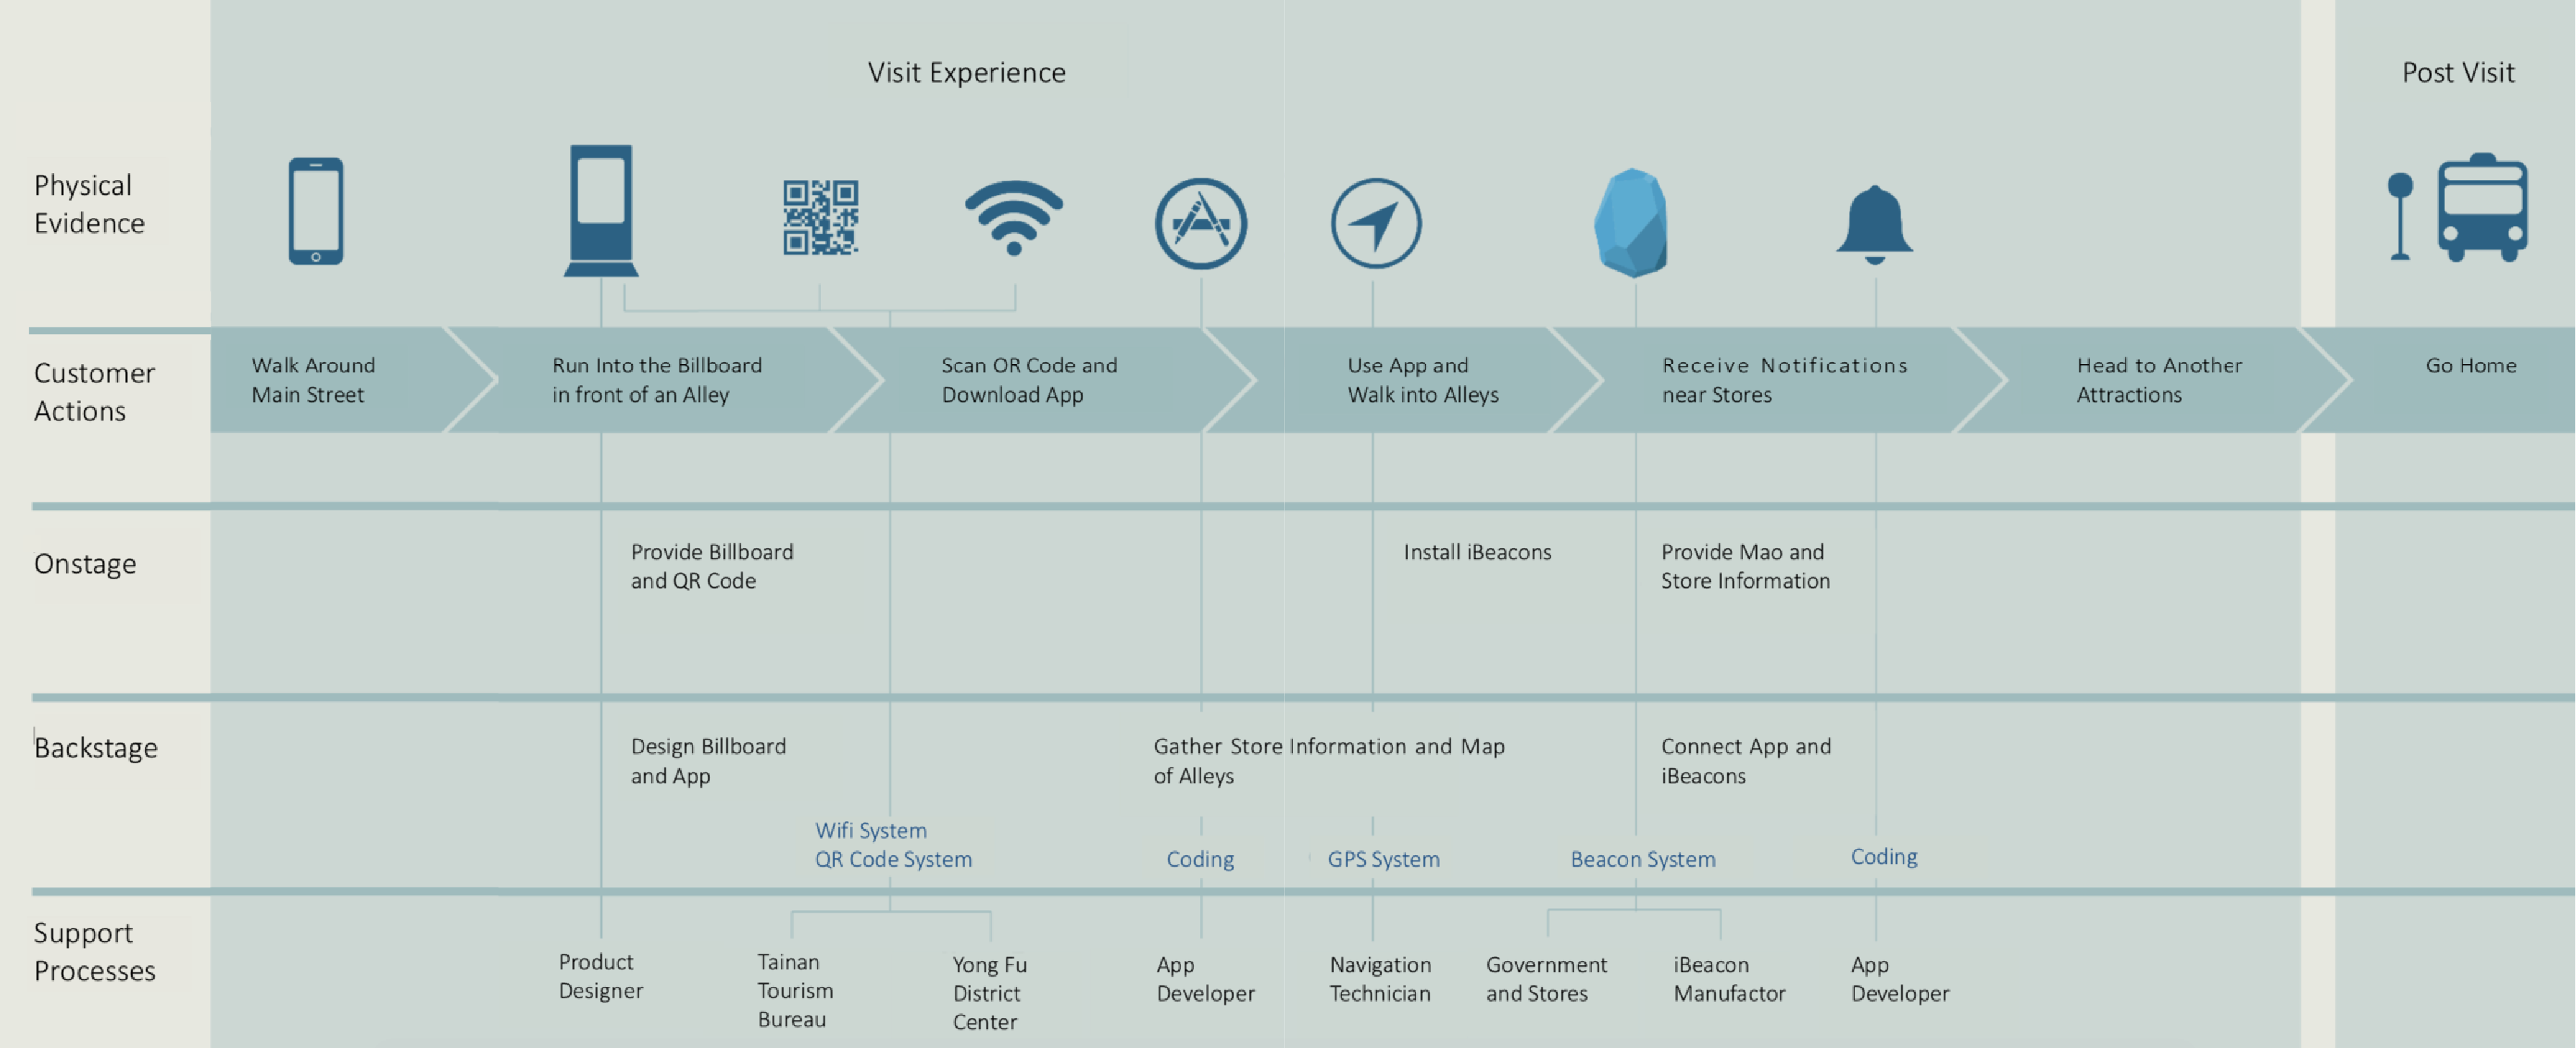 Visit Experience
Post Visit
Physical
Evidence
Customer
Actions
Walk Around
Main Street
Run Into the Billboard
in front of an Alley
Scan OR Code and
Download App
Use App and
Walk into Alleys
Receive Notifications
near Stores
Head to Another
Attractions
Go Home
Onstage
Provide Billboard
and QR Code
Install iBeacons
Provide Mao and
Store Information
Backstage
Design Billboard
and App
Gather Store Information and Map
of Alleys
Connect App and
iBeacons
Wifi System
QR Code System
Coding
GPS System
Beacon System
Coding
Support
Processes
Product
Designer
Tainan
Tourism
Bureau
Yong Fu
District
Center
App
Developer
Navigation
Technician
Government
and Stores
iBeacon
Manufactor
App
Developer